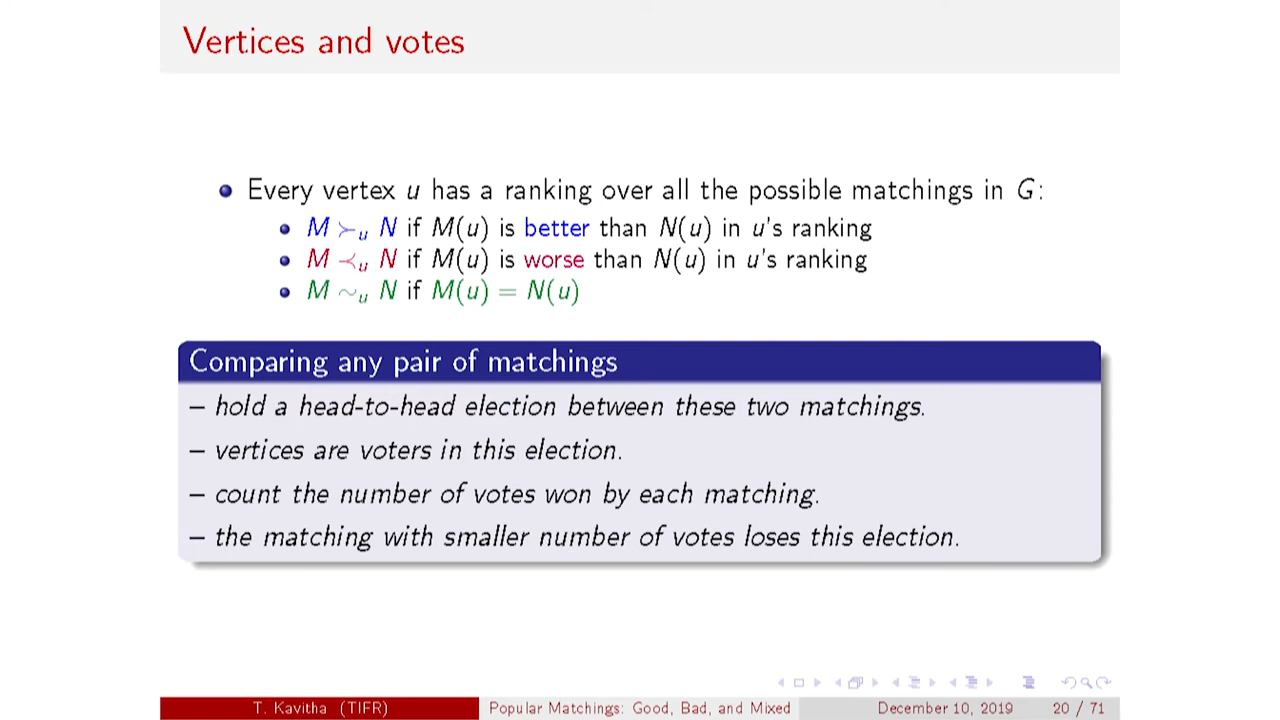 Vertices and votes
Every vertex u has a ranking over all the possible matchings in G:
M ≻u N if M(u) is better than N(u) in u's ranking
M ≺u N if M(u) is worse than N(u) in u's ranking
M ∼u N if M(u) = N(u)
Comparing any pair of matchings
– hold a head-to-head election between these two matchings.
– vertices are voters in this election.
– count the number of votes won by each matching.
– the matching with smaller number of votes loses this election.
T. Kavitha (TIFR) Popular Matchings: Good, Bad, and Mixed December 10, 2019 20 / 71